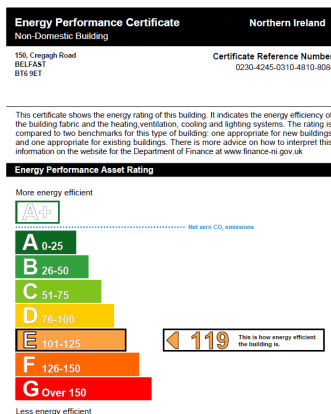 Energy Performance Certificate
Northern Ireland
Non-Domestic Building
150, Cregagh Road
BELFAST
BT6 9ET
Certificate Reference Number
0230-4245-0310-4810-808
This certificate shows the energy rating of this building. It indicates the energy efficiency of
the building fabric and the heating,ventilation, cooling and lighting systems. The rating is
compared to two benchmarks for this type of building: one appropriate for new buildings
and one appropriate for existing buildings. There is more advice on how to interpret this
information on the website for the Department of Finance at www.finance-ni.gov.uk
Energy Performance Asset Rating
More energy efficient
A+
Net zero CO₂ emissions
A 0-25
B 26-50
C 51-75
D 76-100
E 101-125
119
This is how energy efficient
the building is.
F 126-150
G Over 150
Less energy efficient